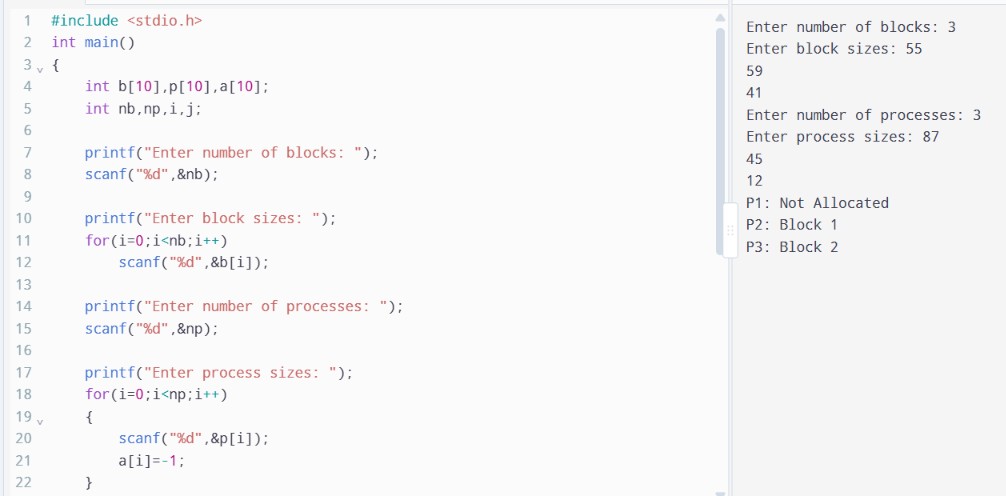 1 #include <stdio.h>
2 int main()
3 {
4     int b[10],p[10],a[10];
5     int nb,np,i,j;
6
7     printf("Enter number of blocks: ");
8     scanf("%d",&nb);
9
10     printf("Enter block sizes: ");
11     for(i=0;i<nb;i++)
12         scanf("%d",&b[i]);
13
14     printf("Enter number of processes: ");
15     scanf("%d",&np);
16
17     printf("Enter process sizes: ");
18     for(i=0;i<np;i++)
19     {
20         scanf("%d",&p[i]);
21         a[i]=-1;
22     }
Enter number of blocks: 3
Enter block sizes: 55
59
41
Enter number of processes: 3
Enter process sizes: 87
45
12
P1: Not Allocated
P2: Block 1
P3: Block 2